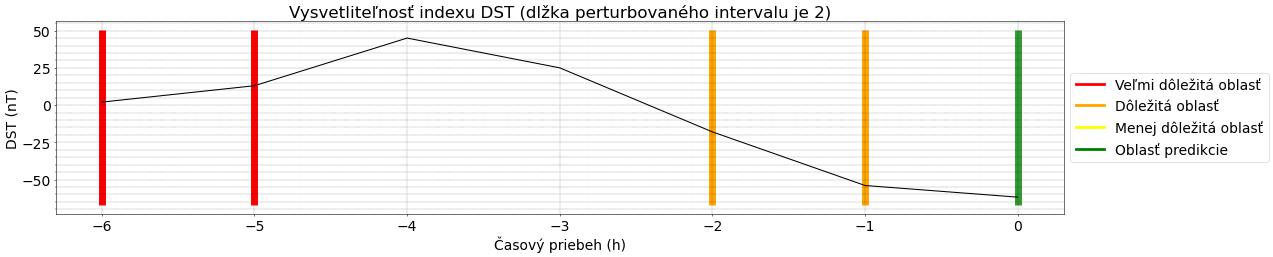 Vysvetliteľnosť indexu DST (dĺžka perturbovaného intervalu je 2)
DST (nT)
50
25
0
−25
−50
−6
−5
−4
−3
−2
−1
0
Časový priebeh (h)
Veľmi dôležitá oblasť
Dôležitá oblasť
Menej dôležitá oblasť
Oblasť predikcie